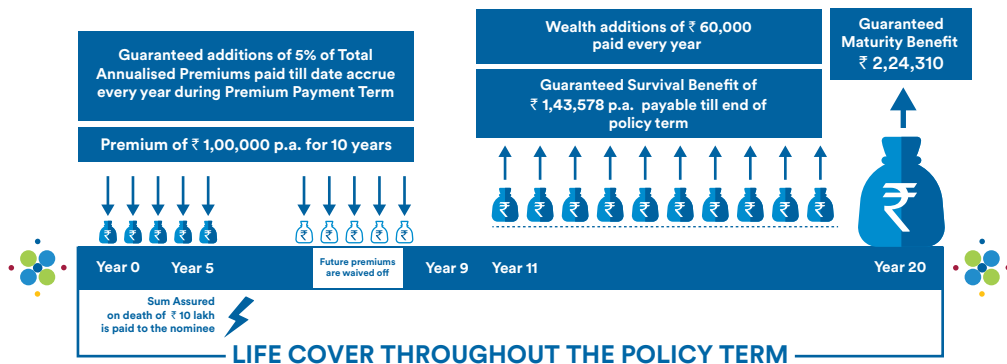 Guaranteed additions of 5% of Total
Annualised Premiums paid till date accrue
every year during Premium Payment Term
Premium of ₹ 1,00,000 p.a. for 10 years
Wealth additions of ₹ 60,000
paid every year
Guaranteed Survival Benefit of
₹ 1,43,578 p.a. payable till end of
policy term
Guaranteed
Maturity Benefit
₹ 2,24,310
₹ ₹ ₹ ₹ ₹
₹ ₹ ₹ ₹ ₹
₹ ₹ ₹ ₹ ₹ ₹ ₹ ₹ ₹ ₹
₹
Year 0
Year 5
Future premiums
are waived off
Year 9
Year 11
Year 20
Sum Assured
on death of ₹ 10 lakh
is paid to the nominee
LIFE COVER THROUGHOUT THE POLICY TERM